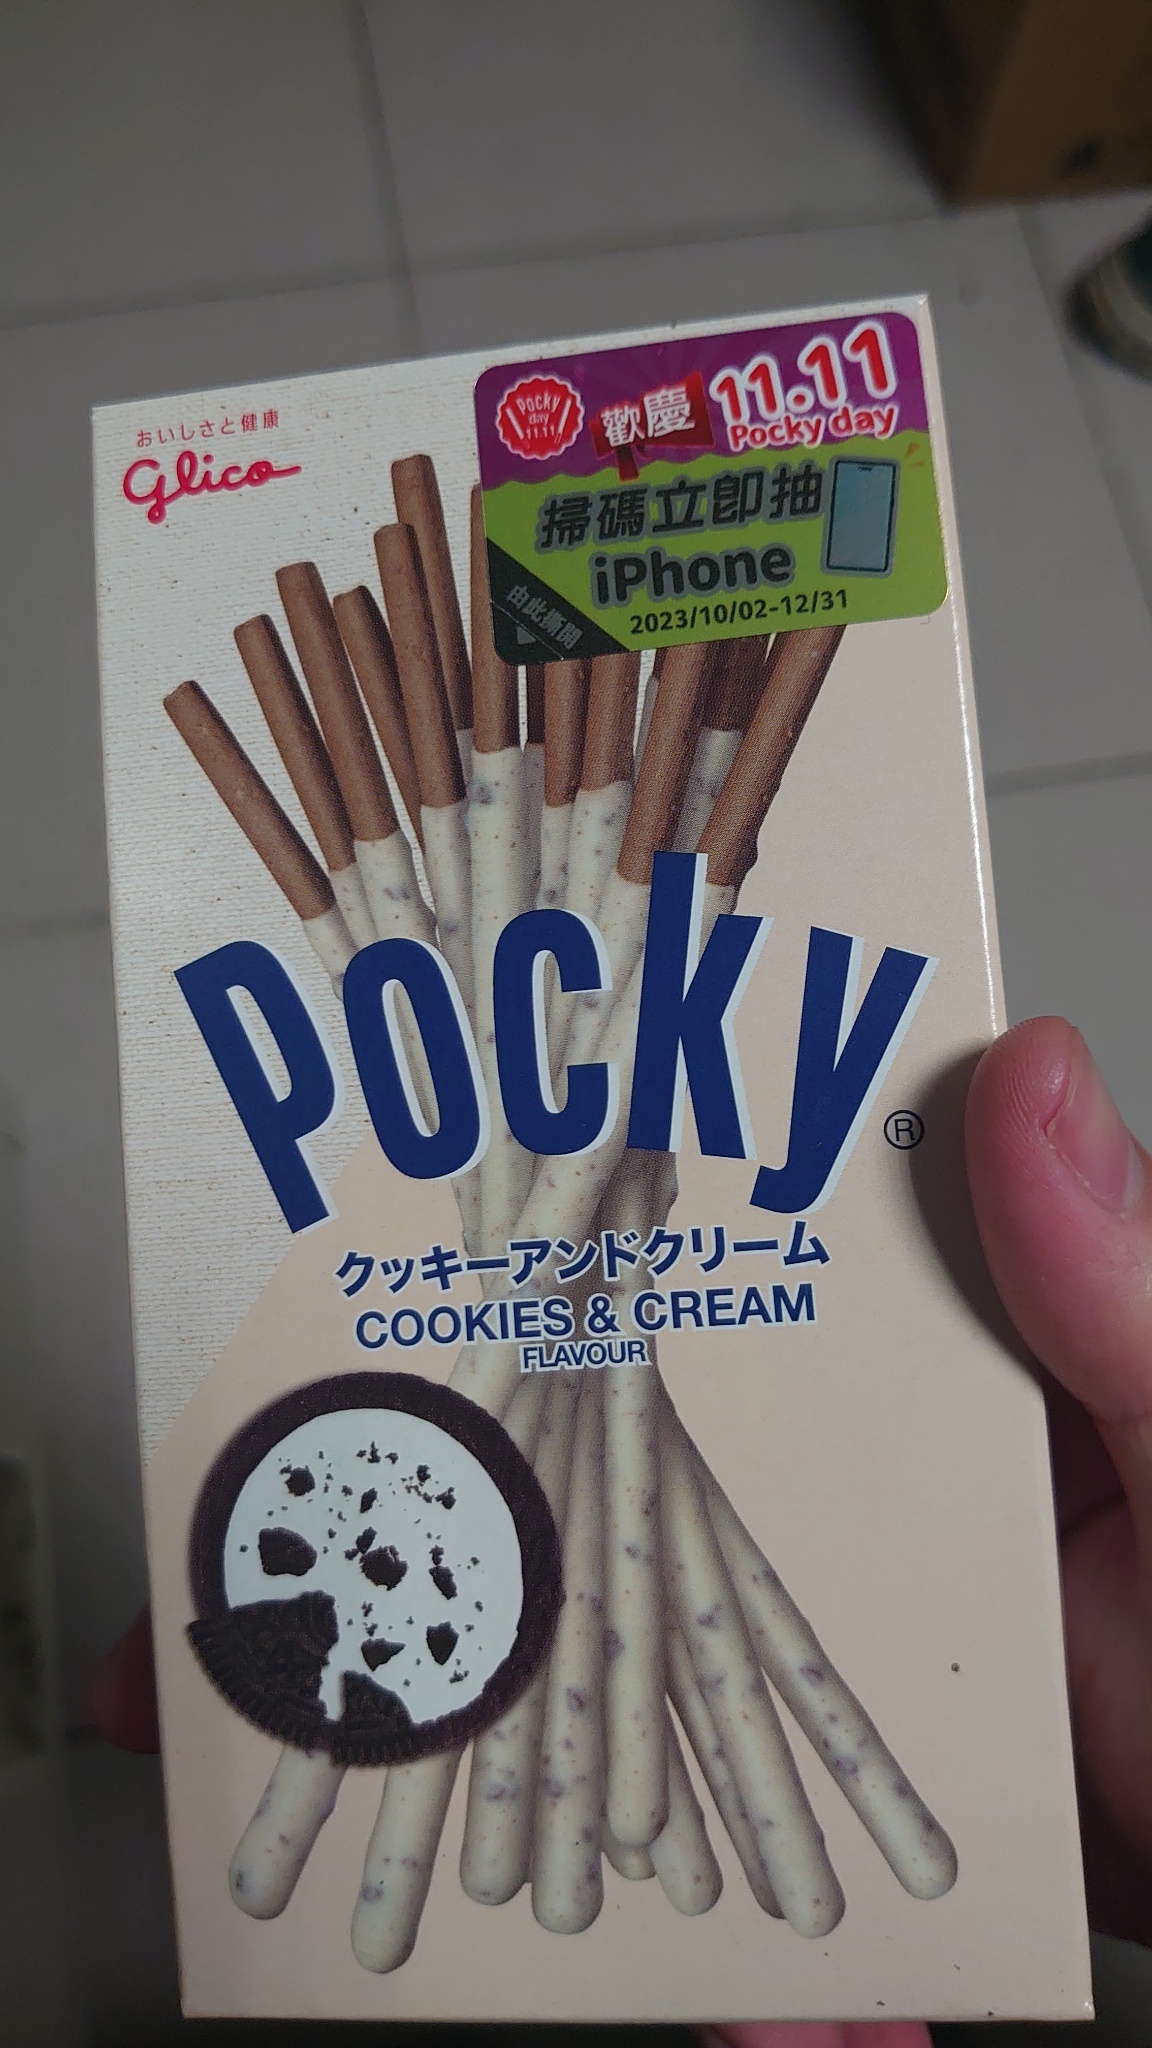 おいしさと健康
Glico
Pocky
day
11.11
歡慶
11.11
Pocky day
掃碼立即抽
iPhone
2023/10/02-12/31
由此撕開
Pocky®
クッキーアンドクリーム
COOKIES & CREAM
FLAVOUR